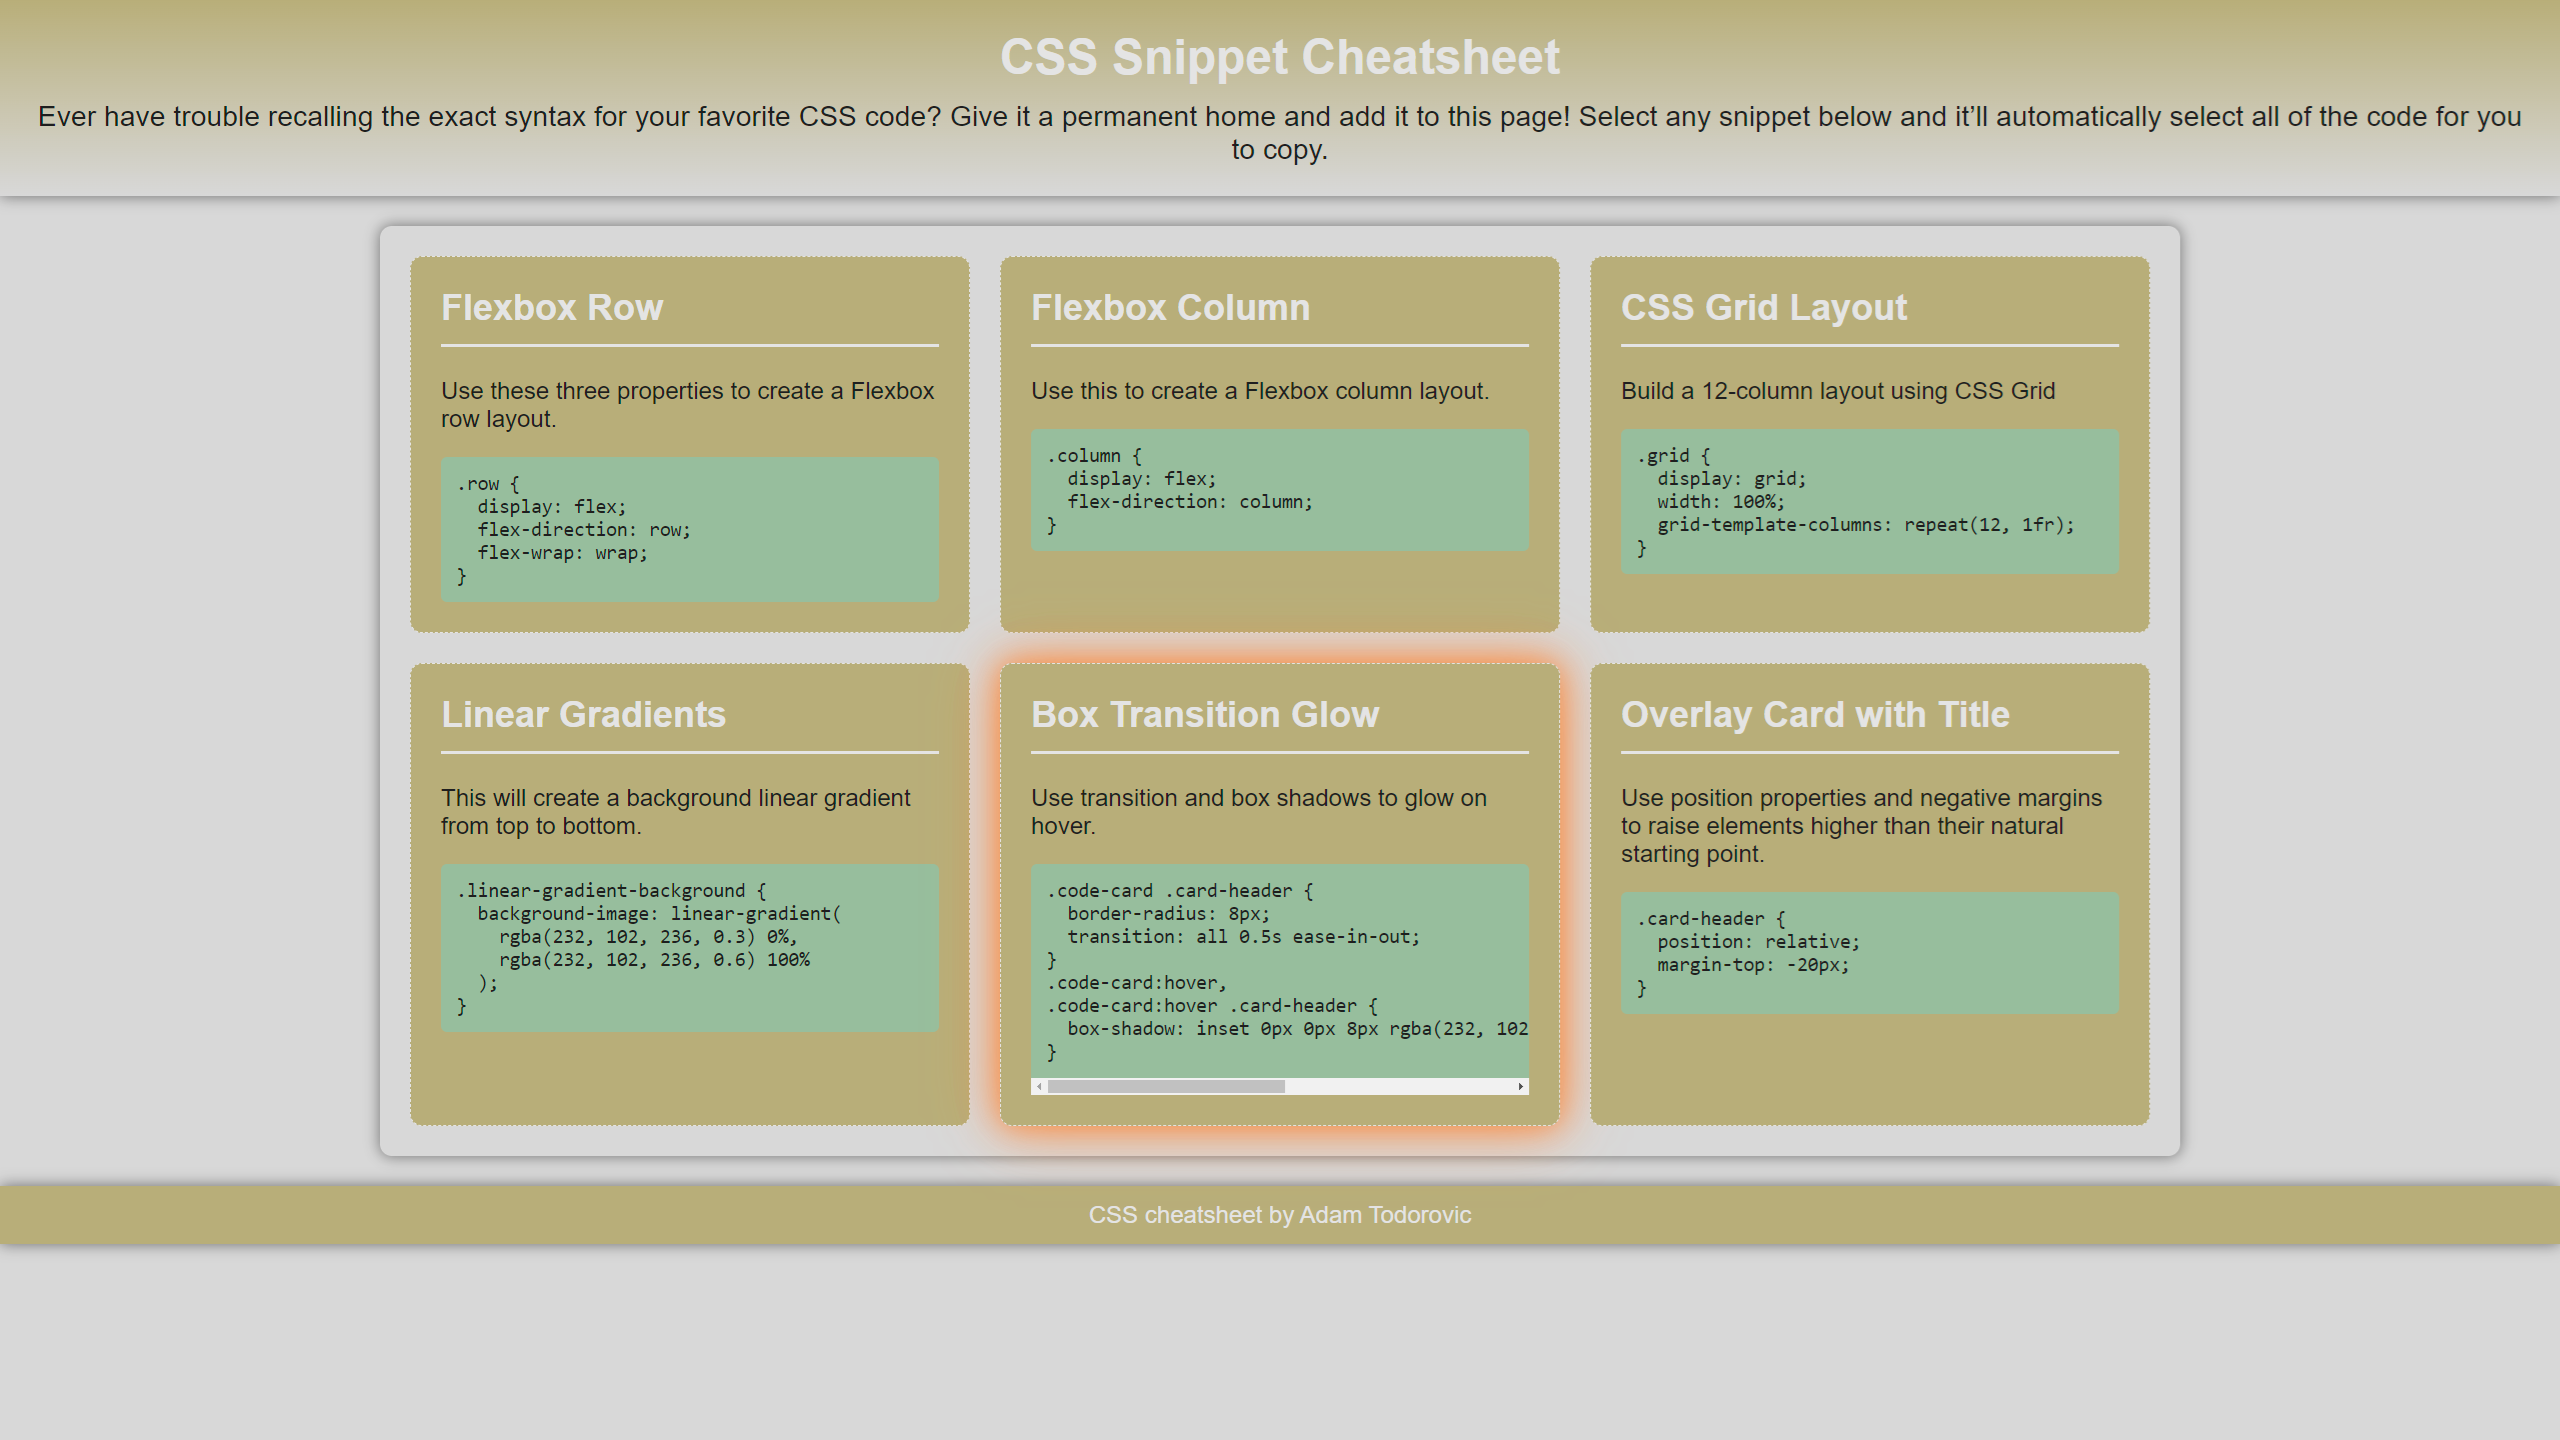 CSS Snippet Cheatsheet
Ever have trouble recalling the exact syntax for your favorite CSS code? Give it a permanent home and add it to this page! Select any snippet below and it’ll automatically select all of the code for you
to copy.
Flexbox Row
Use these three properties to create a Flexbox
row layout.
.row {
  display: flex;
  flex-direction: row;
  flex-wrap: wrap;
}
Flexbox Column
Use this to create a Flexbox column layout.
.column {
  display: flex;
  flex-direction: column;
}
CSS Grid Layout
Build a 12-column layout using CSS Grid
.grid {
  display: grid;
  width: 100%;
  grid-template-columns: repeat(12, 1fr);
}
Linear Gradients
This will create a background linear gradient
from top to bottom.
.linear-gradient-background {
  background-image: linear-gradient(
    rgba(232, 102, 236, 0.3) 0%,
    rgba(232, 102, 236, 0.6) 100%
  );
}
Box Transition Glow
Use transition and box shadows to glow on
hover.
.code-card .card-header {
  border-radius: 8px;
  transition: all 0.5s ease-in-out;
}
.code-card:hover,
.code-card:hover .card-header {
  box-shadow: inset 0px 0px 8px rgba(232, 102
}
Overlay Card with Title
Use position properties and negative margins
to raise elements higher than their natural
starting point.
.card-header {
  position: relative;
  margin-top: -20px;
}
CSS cheatsheet by Adam Todorovic